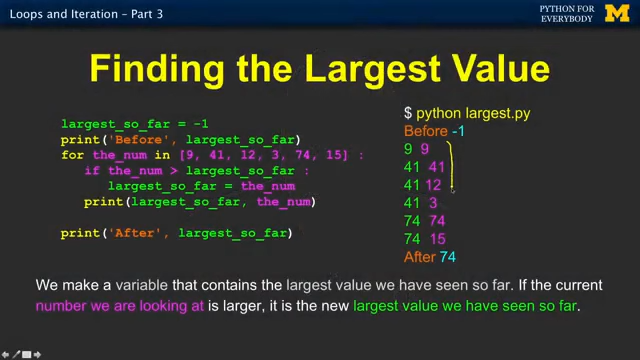 Loops and Iteration – Part 3
PYTHON FOR
EVERYBODY
M
Finding the Largest Value
largest_so_far = -1
print('Before', largest_so_far)
for the_num in [9, 41, 12, 3, 74, 15] :
if the_num > largest_so_far :
largest_so_far = the_num
print(largest_so_far, the_num)
print('After', largest_so_far)
$ python largest.py
Before -1
9 9
41 41
41 12
41 3
74 74
74 15
After 74
We make a variable that contains the largest value we have seen so far. If the current
number we are looking at is larger, it is the new largest value we have seen so far.